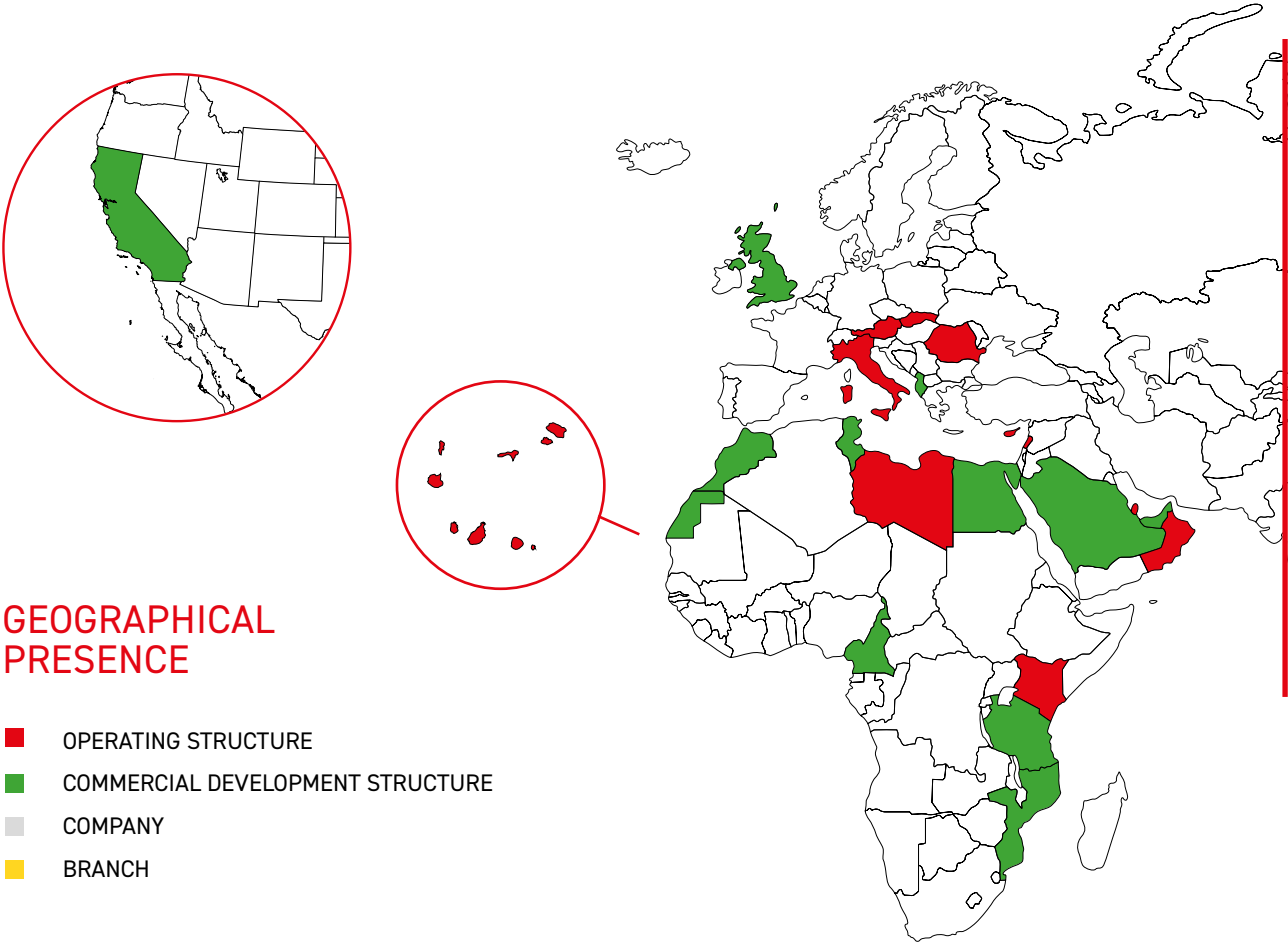 GEOGRAPHICAL
PRESENCE
OPERATING STRUCTURE
COMMERCIAL DEVELOPMENT STRUCTURE
COMPANY
BRANCH